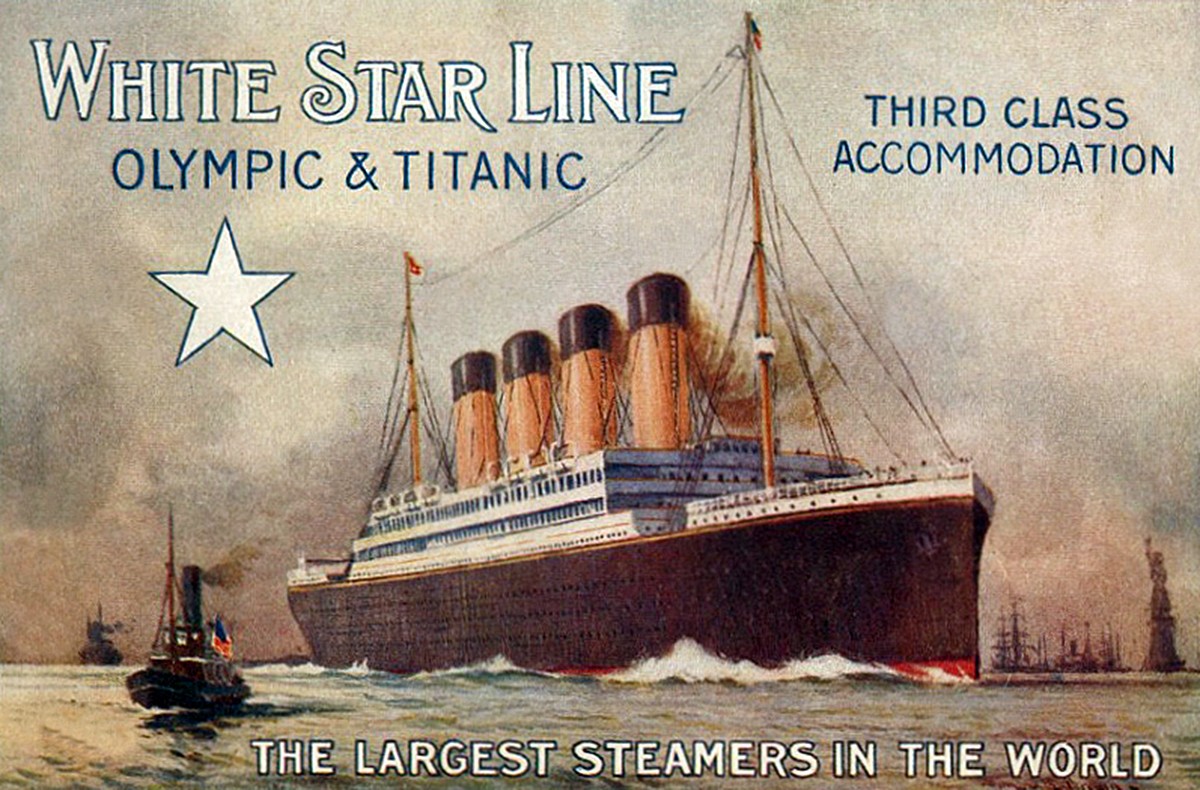 WHITE STAR LINE
OLYMPIC & TITANIC
THIRD CLASS
ACCOMMODATION
THE LARGEST STEAMERS IN THE WORLD